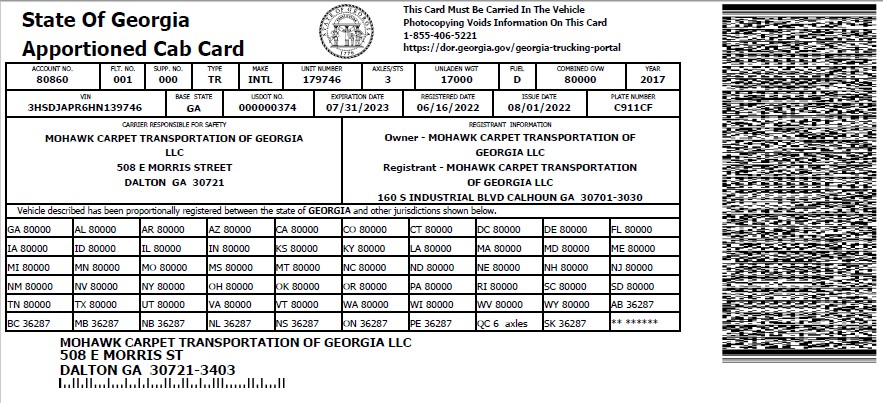 State Of Georgia
Apportioned Cab Card
STATE OF GEORGIA
1776
This Card Must Be Carried In The Vehicle
Photocopying Voids Information On This Card
1-855-406-5221
https://dor.georgia.gov/georgia-trucking-portal
ACCOUNT NO. FLT. NO. SUPP. NO. TYPE MAKE UNIT NUMBER AXLES/STS UNLADEN WGT FUEL COMBINED GVW YEAR
80860 001 000 TR INTL 179746 3 17000 D 80000 2017
VIN BASE STATE USDOT NO. EXPIRATION DATE REGISTERED DATE ISSUE DATE PLATE NUMBER
3HSDJAPR6HN139746 GA 000000374 07/31/2023 06/16/2022 08/01/2022 C911CF
CARRIER RESPONSIBLE FOR SAFETY
MOHAWK CARPET TRANSPORTATION OF GEORGIA
LLC
508 E MORRIS STREET
DALTON GA 30721
REGISTRANT INFORMATION
Owner - MOHAWK CARPET TRANSPORTATION OF
GEORGIA LLC
Registrant - MOHAWK CARPET TRANSPORTATION
OF GEORGIA LLC
160 S INDUSTRIAL BLVD CALHOUN GA 30701-3030
Vehicle described has been proportionally registered between the state of GEORGIA and other jurisdictions shown below.
GA 80000 AL 80000 AR 80000 AZ 80000 CA 80000 CO 80000 CT 80000 DC 80000 DE 80000 FL 80000
IA 80000 ID 80000 IL 80000 IN 80000 KS 80000 KY 80000 LA 80000 MA 80000 MD 80000 ME 80000
MI 80000 MN 80000 MO 80000 MS 80000 MT 80000 NC 80000 ND 80000 NE 80000 NH 80000 NJ 80000
NM 80000 NV 80000 NY 80000 OH 80000 OK 80000 OR 80000 PA 80000 RI 80000 SC 80000 SD 80000
TN 80000 TX 80000 UT 80000 VA 80000 VT 80000 WA 80000 WI 80000 WV 80000 WY 80000 AB 36287
BC 36287 MB 36287 NB 36287 NL 36287 NS 36287 ON 36287 PE 36287 QC 6 axles SK 36287 ** ******
MOHAWK CARPET TRANSPORTATION OF GEORGIA LLC
508 E MORRIS ST
DALTON GA 30721-3403